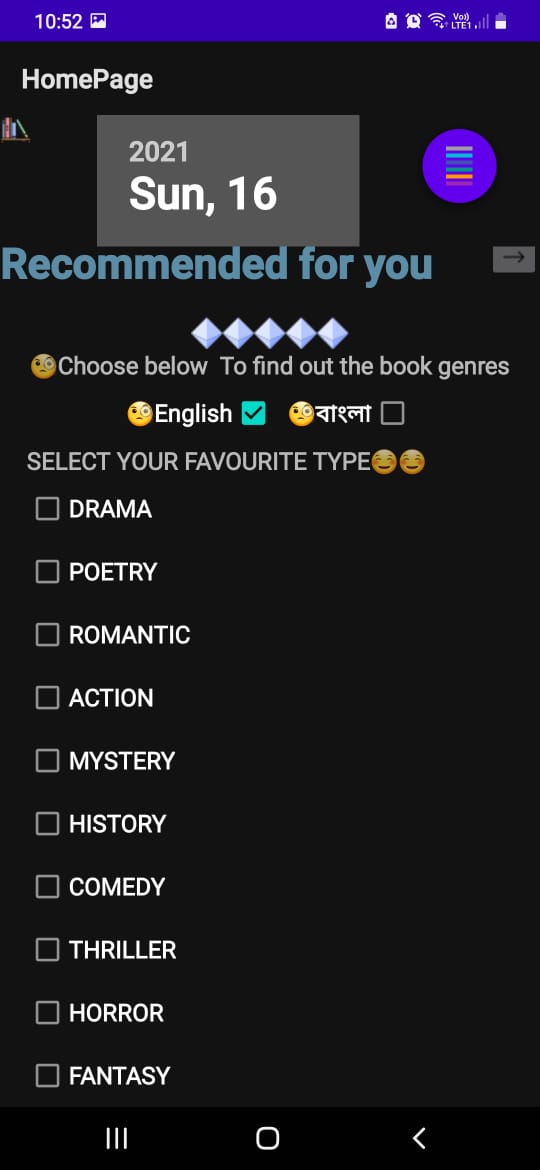 10:52 Vo) LTE1
HomePage
2021
Sun, 16
Recommended for you
🧐Choose below  To find out the book genres
🧐English 🧐বাংলা
SELECT YOUR FAVOURITE TYPE☺️☺️
DRAMA
POETRY
ROMANTIC
ACTION
MYSTERY
HISTORY
COMEDY
THRILLER
HORROR
FANTASY